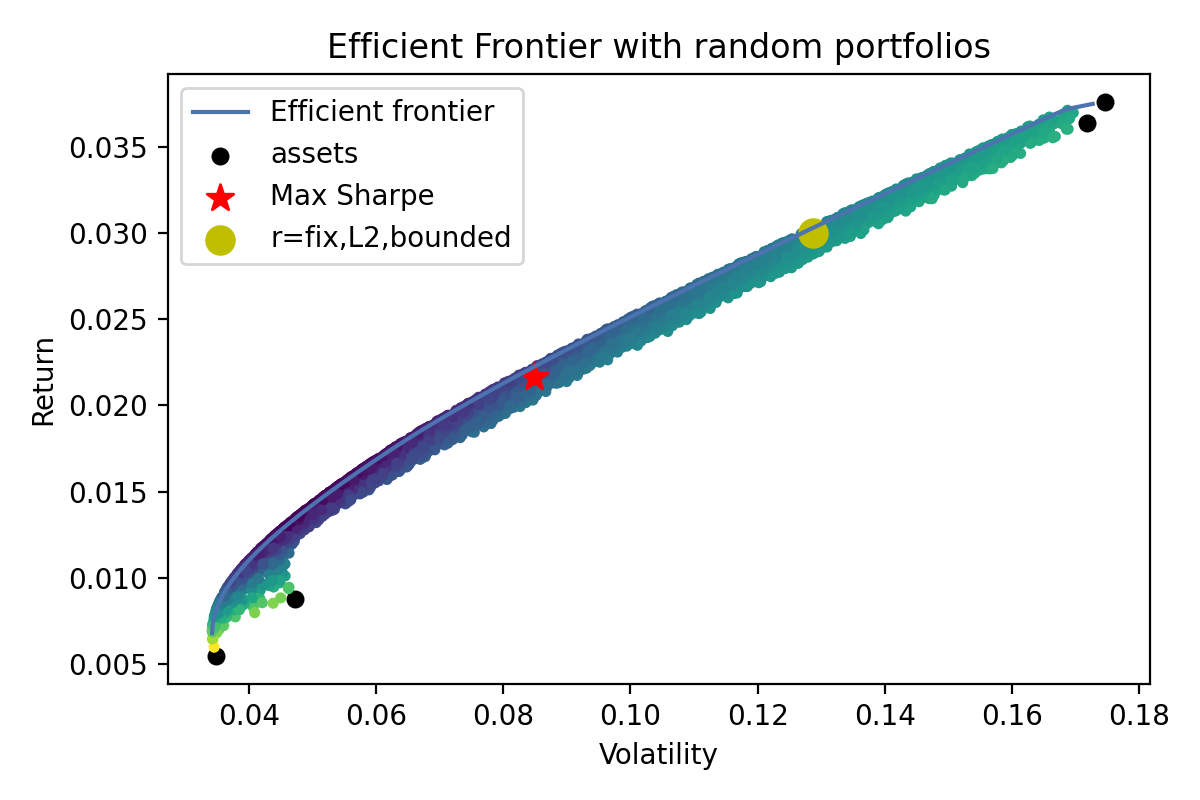 Efficient Frontier with random portfolios
Efficient frontier
assets
Max Sharpe
r=fix,L2,bounded
Return
0.035
0.030
0.025
0.020
0.015
0.010
0.005
0.04 0.06 0.08 0.10 0.12 0.14 0.16 0.18
Volatility